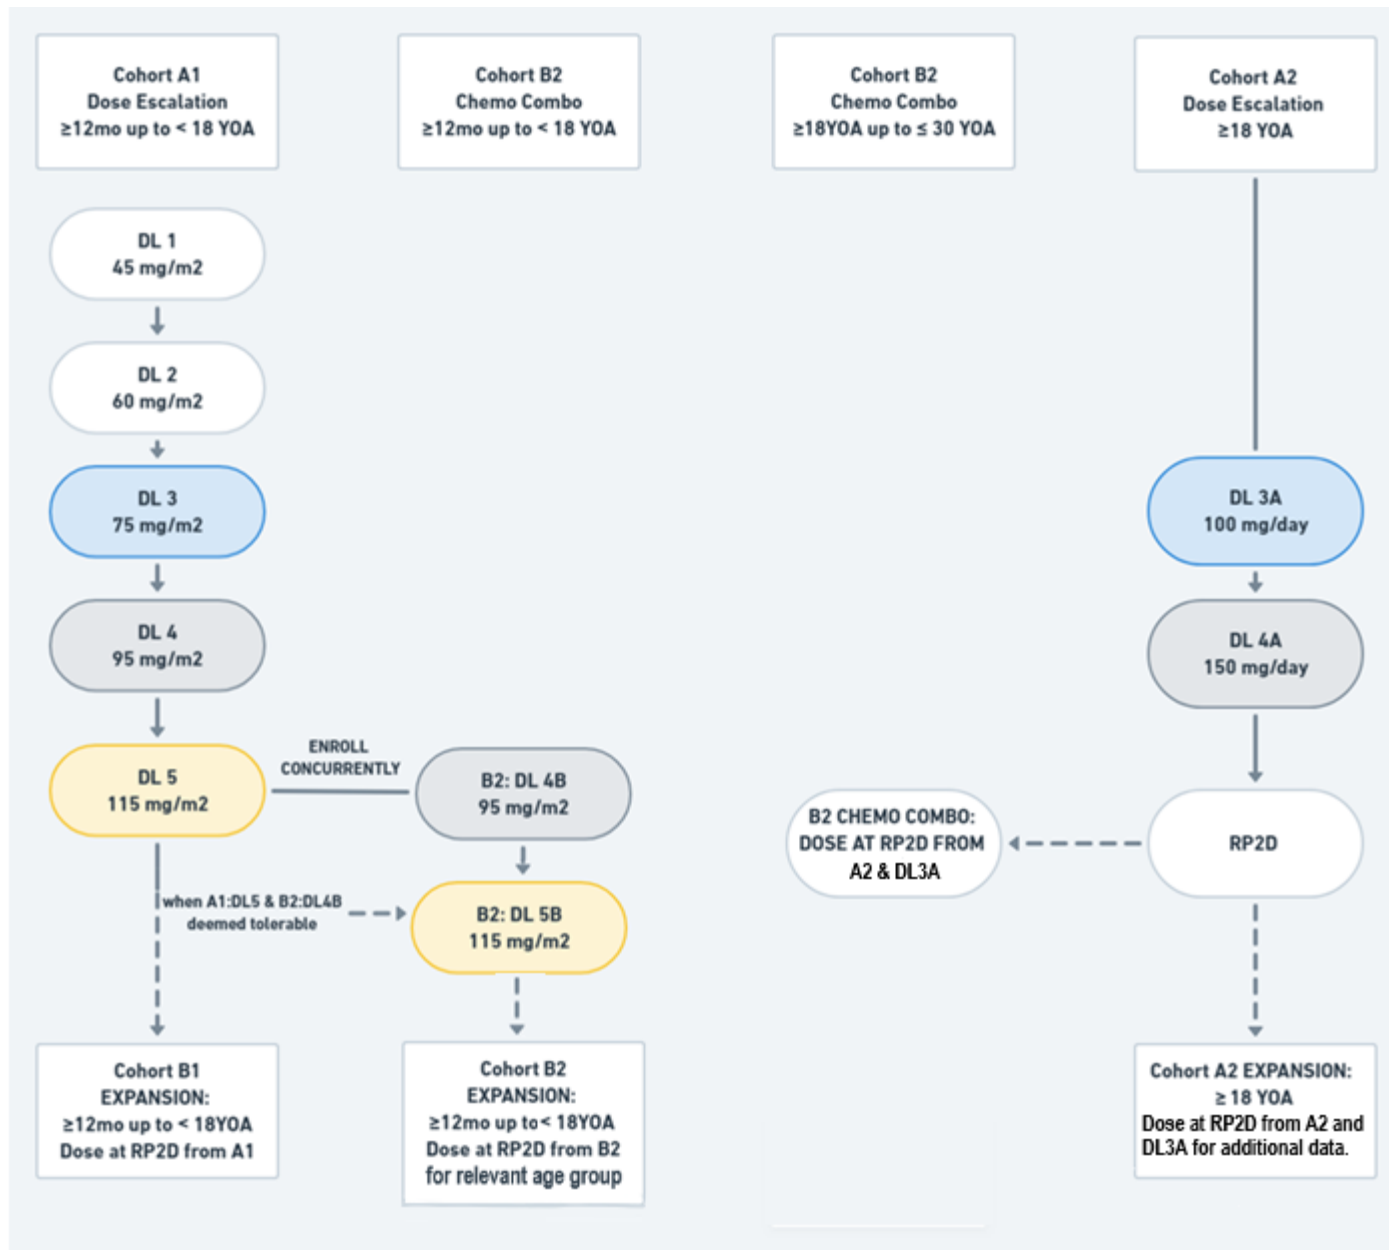 Cohort A1
Dose Escalation
≥12mo up to < 18 YOA
Cohort B2
Chemo Combo
≥12mo up to < 18 YOA
Cohort B2
Chemo Combo
≥18YOA up to ≤ 30 YOA
Cohort A2
Dose Escalation
≥18 YOA
DL 1
45 mg/m2
DL 2
60 mg/m2
DL 3
75 mg/m2
DL 3A
100 mg/day
DL 4
95 mg/m2
DL 4A
150 mg/day
DL 5
115 mg/m2
ENROLL
CONCURRENTLY
B2: DL 4B
95 mg/m2
B2 CHEMO COMBO:
DOSE AT RP2D FROM
A2 & DL3A
RP2D
when A1:DL5 & B2:DL4B
deemed tolerable
B2: DL 5B
115 mg/m2
Cohort B1
EXPANSION:
≥12mo up to < 18YOA
Dose at RP2D from A1
Cohort B2
EXPANSION:
≥12mo up to< 18YOA
Dose at RP2D from B2
for relevant age group
Cohort A2 EXPANSION:
≥ 18 YOA
Dose at RP2D from A2 and
DL3A for additional data.